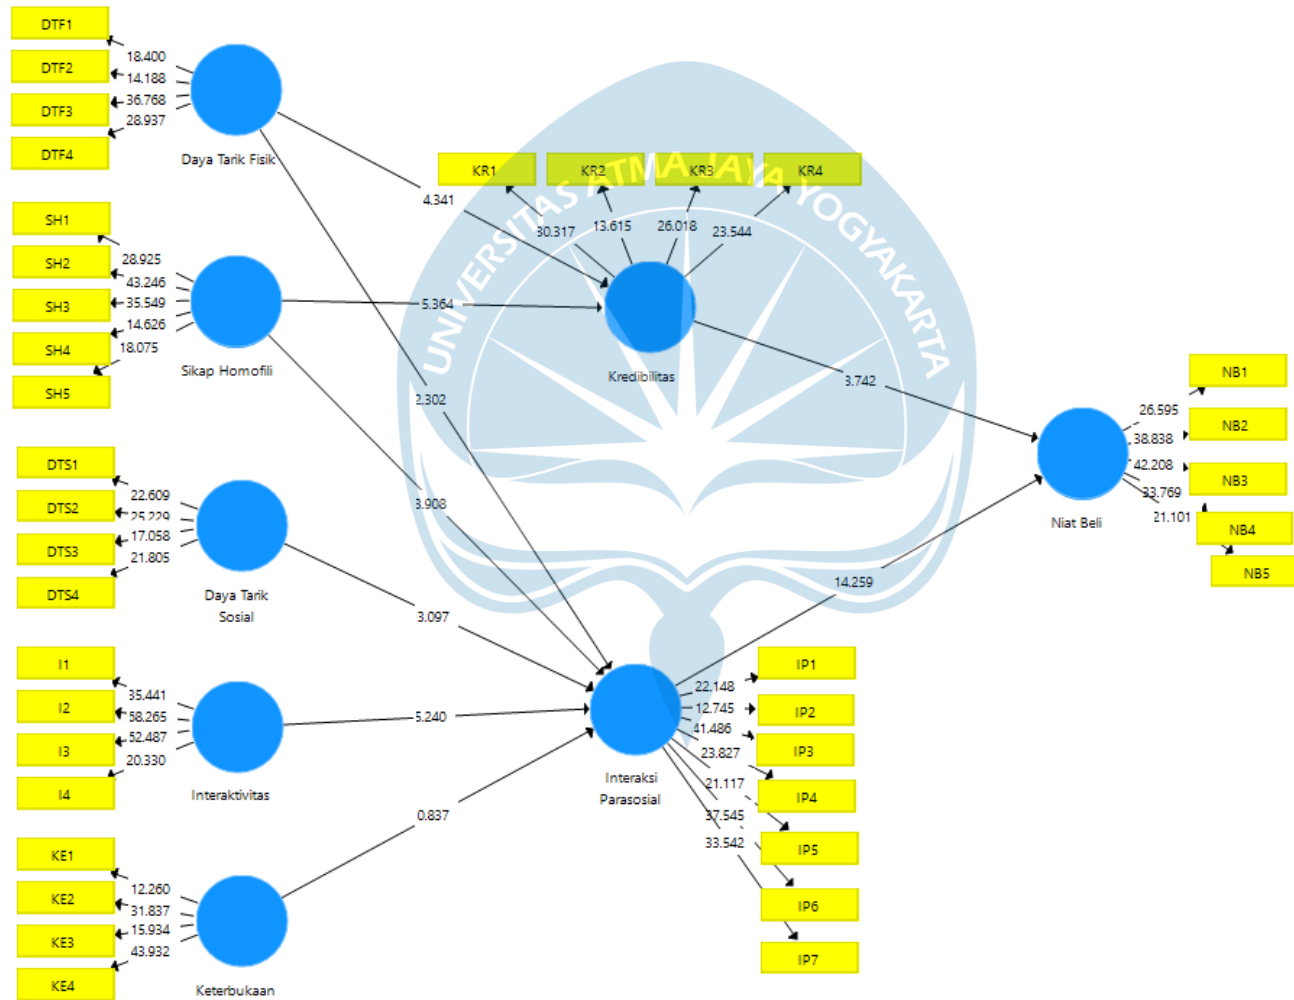 DTF1
DTF2
DTF3
DTF4
18.400
14.188
36.768
28.937
Daya Tarik Fisik
SH1
SH2
SH3
SH4
SH5
28.925
43.246
35.549
14.626
18.075
Sikap Homofili
DTS1
DTS2
DTS3
DTS4
22.609
25.229
17.058
21.805
Daya Tarik
Sosial
I1
I2
I3
I4
35.441
58.265
52.487
20.330
Interaktivitas
KE1
KE2
KE3
KE4
12.260
31.837
15.934
43.932
Keterbukaan
4.341
5.364
2.302
3.908
3.097
5.240
0.837
KR1
KR2
KR3
KR4
30.317
13.615
26.018
23.544
Kredibilitas
UNIVERSITAS ATMA JAYA YOGYAKARTA
3.742
14.259
Interaksi
Parasosial
22.148
12.745
41.486
23.827
21.117
37.545
33.542
IP1
IP2
IP3
IP4
IP5
IP6
IP7
Niat Beli
26.595
38.838
42.208
33.769
21.101
NB1
NB2
NB3
NB4
NB5